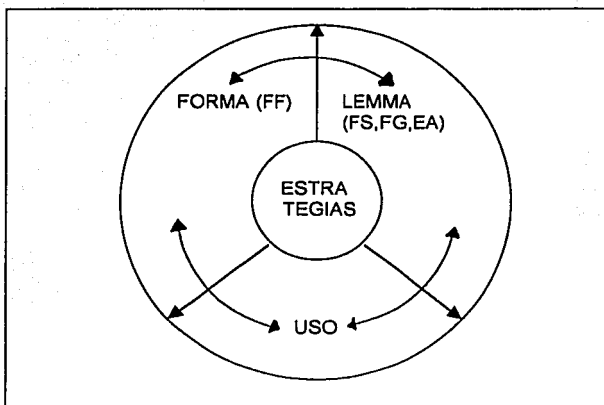 FORMA (FF)
LEMMA
(FS,FG,EA)
ESTRA
TEGIAS
USO